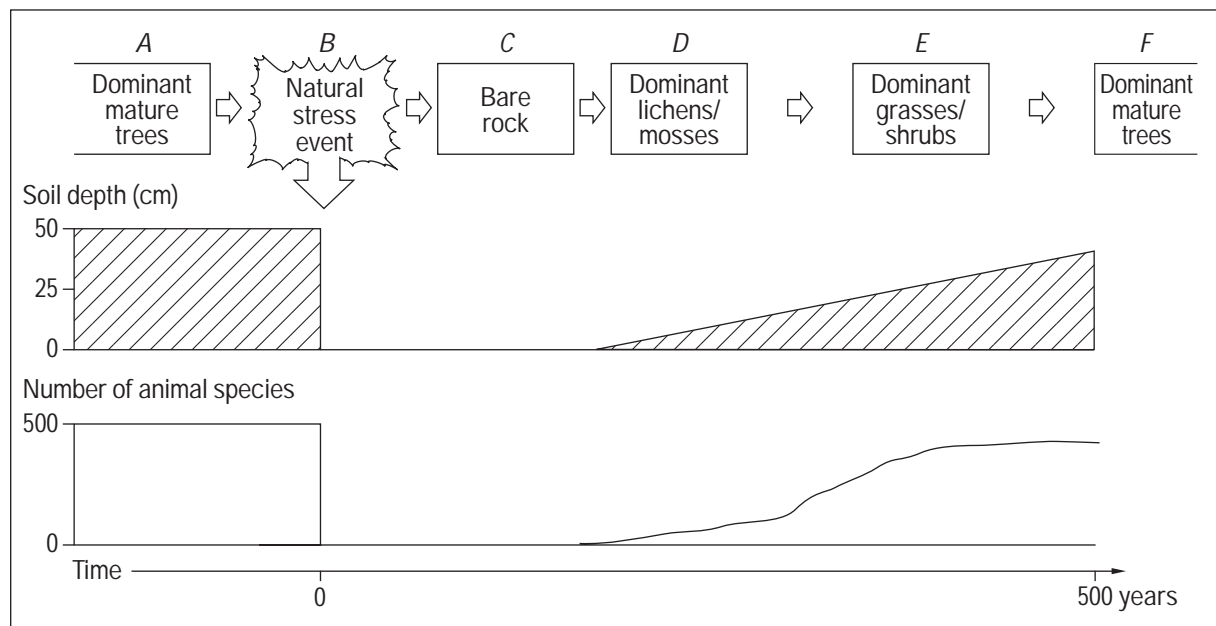 A
B
C
D
E
F
Dominant
mature
trees
Natural
stress
event
Bare
rock
Dominant
lichens/
mosses
Dominant
grasses/
shrubs
Dominant
mature
trees
Soil depth (cm)
50
25
0
Number of animal species
500
0
Time
0
500 years